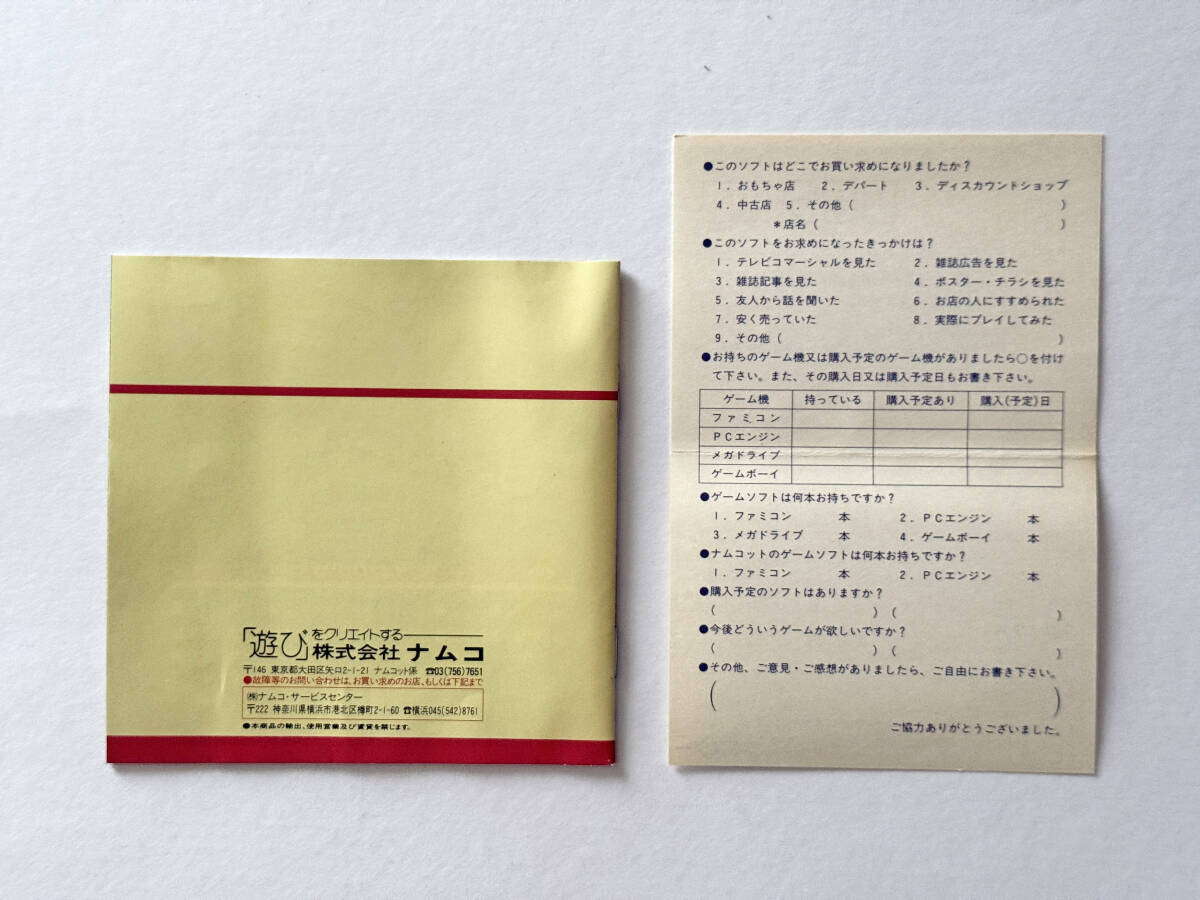 「遊び」をクリエイトする
株式会社ナムコ
〒146 東京都大田区矢口2-1-21 ナムコット係 ☎03(756)7651
●故障等のお問い合わせは、お買い求めのお店、もしくは下記まで
㈱ナムコ・サービスセンター
〒222 神奈川県横浜市港北区樽町2-1-60 ☎横浜045(542)8761
●本商品の輸出、使用営業及び賃貸を禁じます。
●このソフトはどこでお買い求めになりましたか?
1.おもちゃ店 2.デパート 3.ディスカウントショップ
4.中古店 5.その他( )
*店名( )
●このソフトをお求めになったきっかけは?
1.テレビコマーシャルを見た 2.雑誌広告を見た
3.雑誌記事を見た 4.ポスター・チラシを見た
5.友人から話を聞いた 6.お店の人にすすめられた
7.安く売っていた 8.実際にプレイしてみた
9.その他( )
●お持ちのゲーム機又は購入予定のゲーム機がありましたら○を付け
て下さい。また、その購入日又は購入予定日もお書き下さい。
ゲーム機 持っている 購入予定あり 購入(予定)日
ファミコン
PCエンジン
メガドライブ
ゲームボーイ
●ゲームソフトは何本お持ちですか?
1.ファミコン 本 2.PCエンジン 本
3.メガドライブ 本 4.ゲームボーイ 本
●ナムコットのゲームソフトは何本お持ちですか?
1.ファミコン 本 2.PCエンジン 本
●購入予定のソフトはありますか?
( ) ( )
●今後どういうゲームが欲しいですか?
( ) ( )
●その他、ご意見・ご感想がありましたら、ご自由にお書き下さい。
( )
ご協力ありがとうございました。